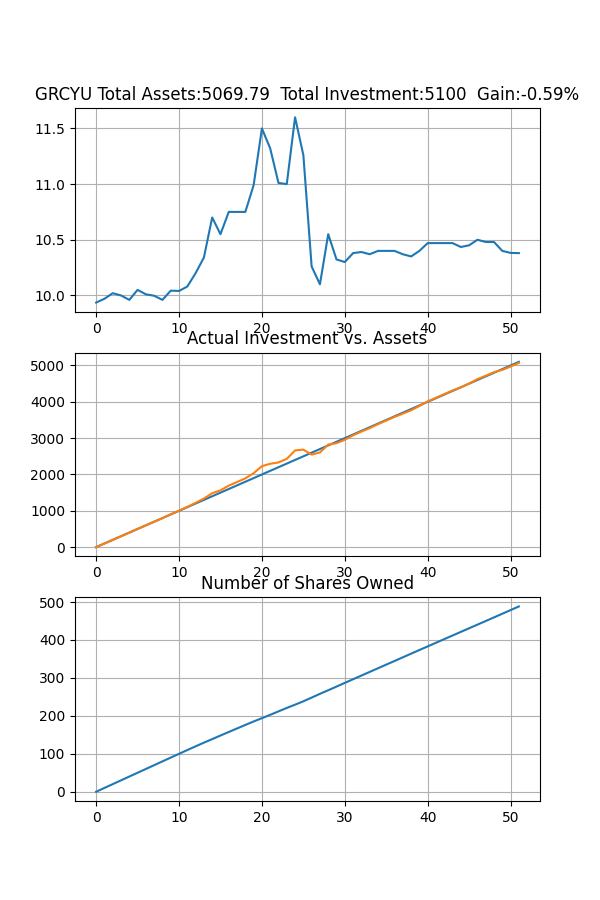 GRCYU Total Assets:5069.79  Total Investment:5100  Gain:-0.59%
11.5
11.0
10.5
10.0
0 10 20 30 40 50
Actual Investment vs. Assets
5000
4000
3000
2000
1000
0
0 10 20 30 40 50
Number of Shares Owned
500
400
300
200
100
0
0 10 20 30 40 50